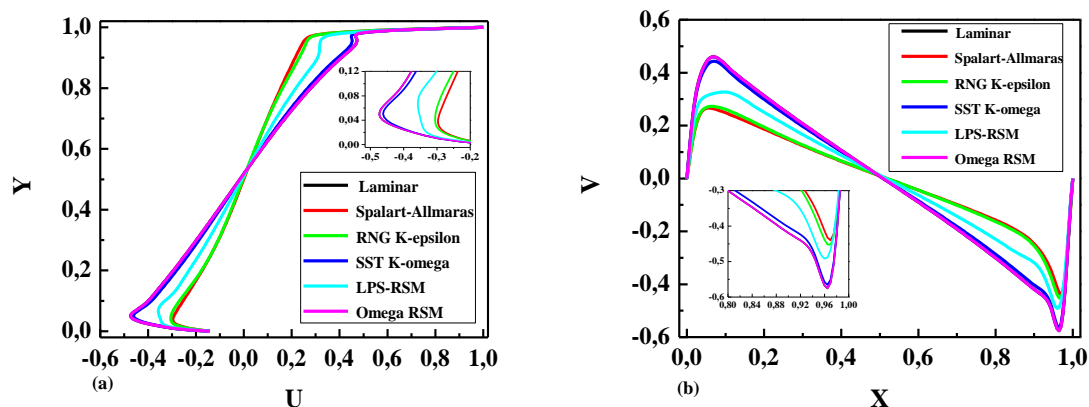 1,0
0,8
0,6
0,4
0,2
0,0
Y
-0,6 -0,4 -0,2 0,0 0,2 0,4 0,6 0,8 1,0
(a)
U
0,12
0,08
0,04
0,00
-0,5 -0,4 -0,3 -0,2
Laminar
Spalart-Allmaras
RNG K-epsilon
SST K-omega
LPS-RSM
Omega RSM
0,6
0,4
0,2
0,0
-0,2
-0,4
-0,6
V
0,0 0,2 0,4 0,6 0,8 1,0
(b)
X
Laminar
Spalart-Allmaras
RNG K-epsilon
SST K-omega
LPS-RSM
Omega RSM
-0,3
-0,4
-0,5
-0,6
0,80 0,84 0,88 0,92 0,96 1,00